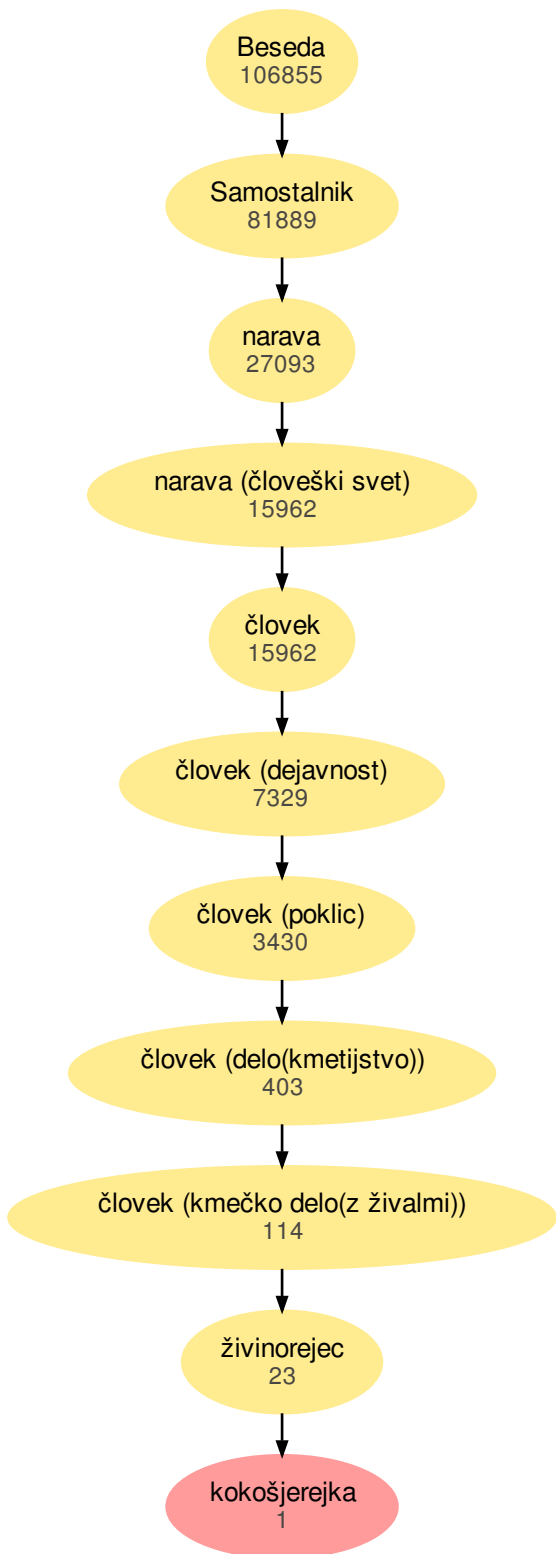 Beseda
106855
Samostalnik
81889
narava
27093
narava (človeški svet)
15962
človek
15962
človek (dejavnost)
7329
človek (poklic)
3430
človek (delo(kmetijstvo))
403
človek (kmečko delo(z živalmi))
114
živinorejec
23
kokošjerejka
1